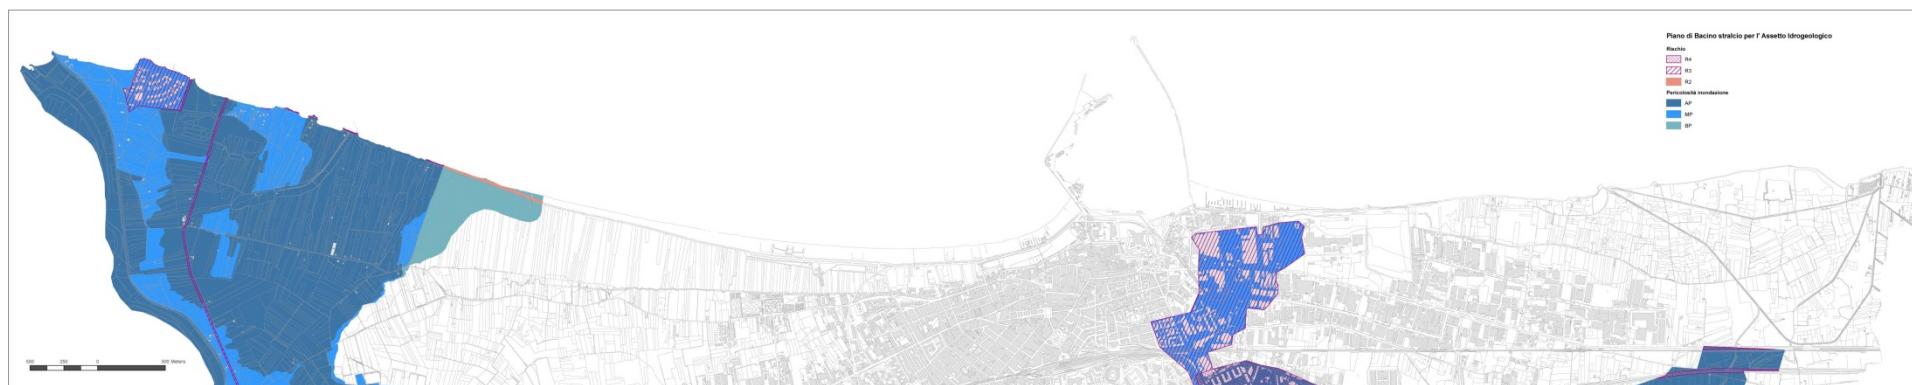 Piano di Bacino stralcio per l' Assetto Idrogeologico
Rischio
R4
R3
R2
Pericolosità inondazione
AP
MP
BP
500 250 0 500 Meters